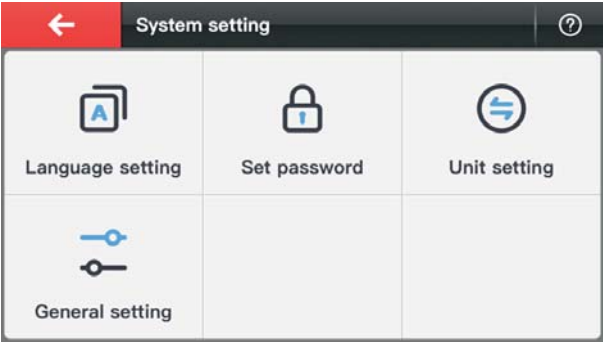 System setting
?
A
Language setting
Set password
Unit setting
General setting